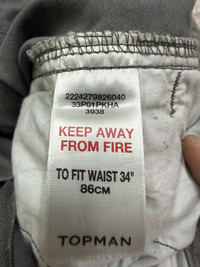 2224279826040
33P01PKHA
3938
KEEP AWAY
FROM FIRE
TO FIT WAIST 34"
86CM
TOPMAN